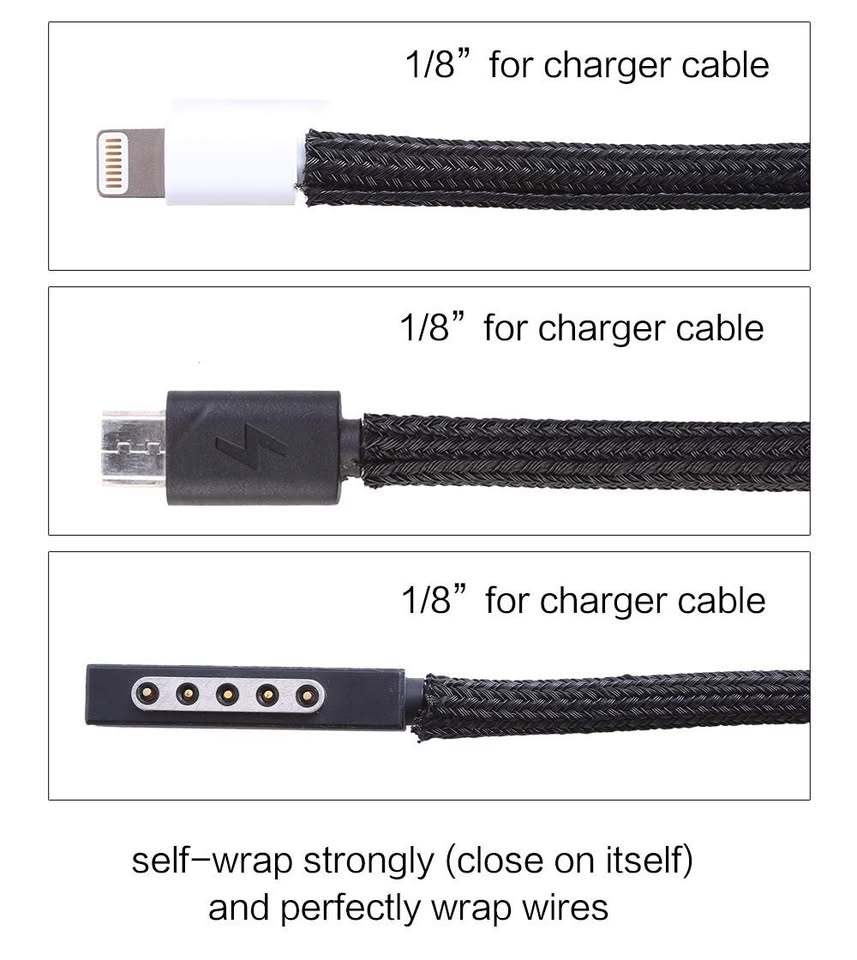 1/8” for charger cable
1/8” for charger cable
1/8” for charger cable
self-wrap strongly (close on itself)
and perfectly wrap wires